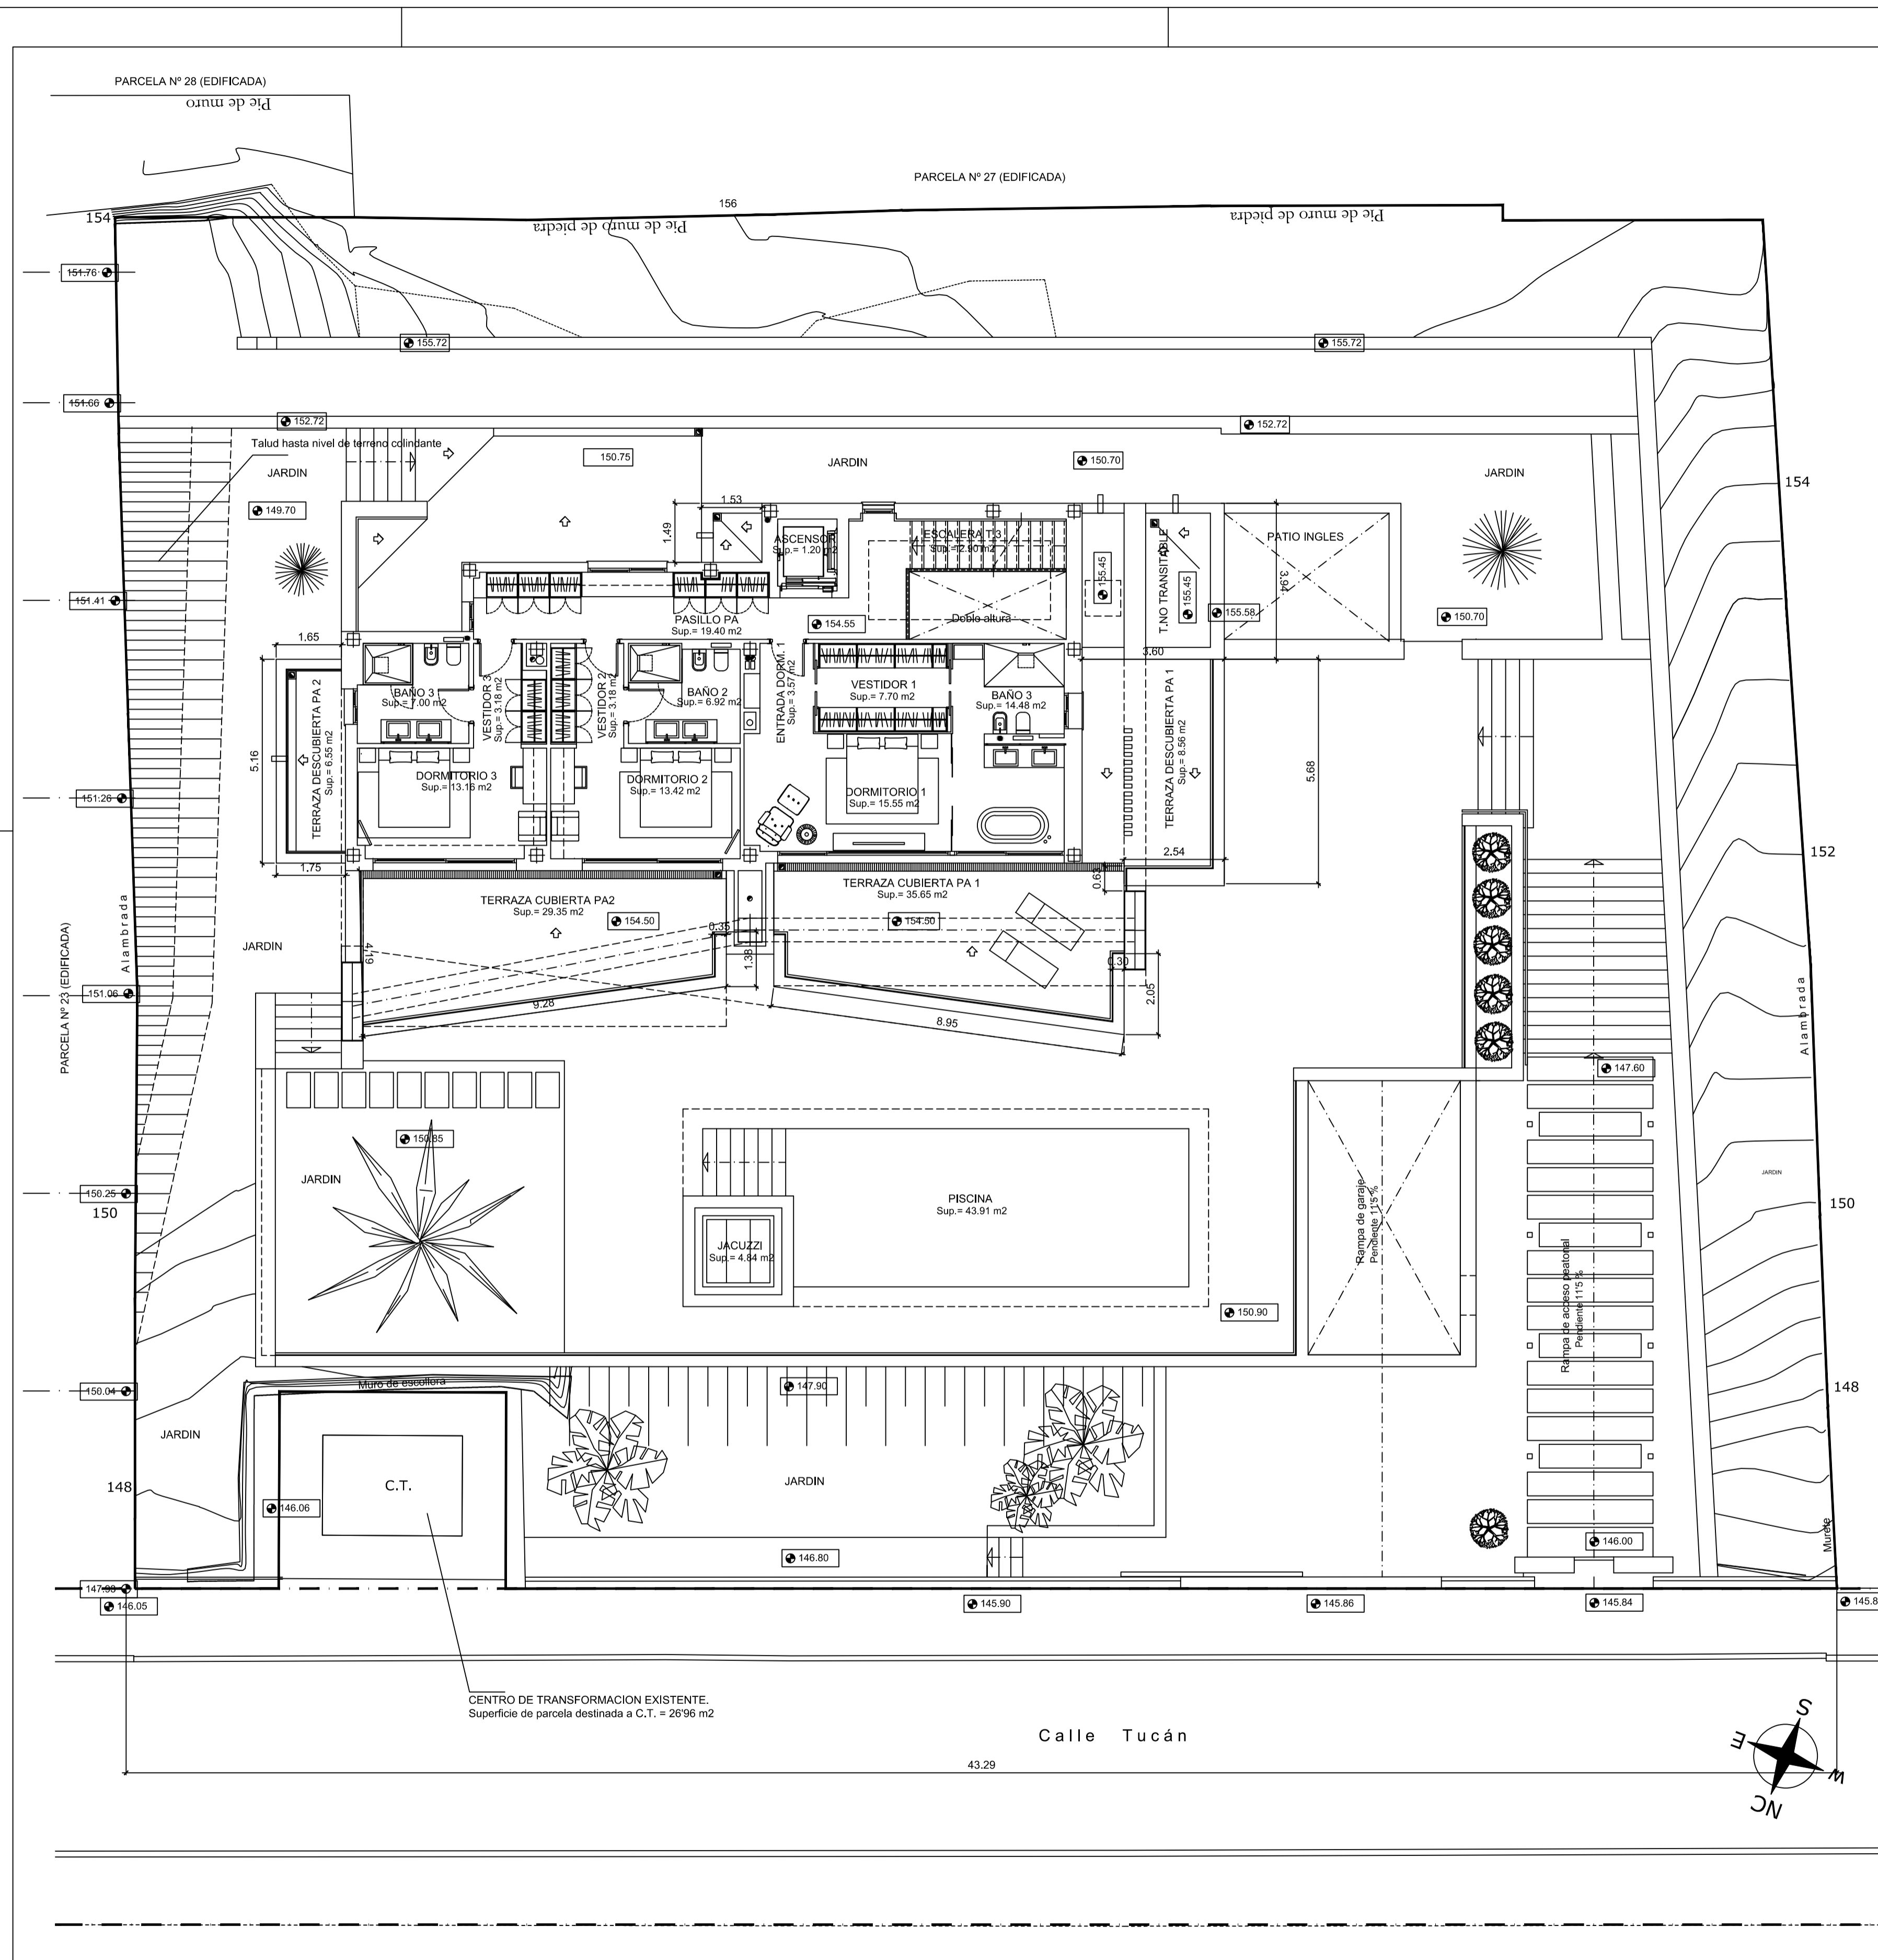 PARCELA Nº 28 (EDIFICADA)
Pie de muro
PARCELA Nº 27 (EDIFICADA)
156
154
Pie de muro de piedra
Pie de muro de piedra
151.76
155.72
155.72
151.66
152.72
152.72
Talud hasta nivel de terreno colindante
JARDIN
150.75
JARDIN
150.70
JARDIN
154
149.70
1.53
1.49
ASCENSOR
Sup.= 1.20 m2
ESCALERA T.3
Sup.= 2.90 m2
T.NO TRANSITABLE
155.45
155.45
PATIO INGLES
3.94
151.41
155.58
150.70
PASILLO PA
Sup.= 19.40 m2
154.55
Doble altura
1.65
3.60
TERRAZA DESCUBIERTA PA 2
Sup.= 6.55 m2
5.16
BAÑO 3
Sup.= 7.00 m2
VESTIDOR 3
Sup.= 3.18 m2
VESTIDOR 2
Sup.= 3.18 m2
BAÑO 2
Sup.= 6.92 m2
ENTRADA DORM. 1
Sup.= 3.57 m2
VESTIDOR 1
Sup.= 7.70 m2
BAÑO 3
Sup.= 14.48 m2
TERRAZA DESCUBIERTA PA 1
Sup.= 8.56 m2
5.68
151.26
DORMITORIO 3
Sup.= 13.16 m2
DORMITORIO 2
Sup.= 13.42 m2
DORMITORIO 1
Sup.= 15.55 m2
1.75
2.54
0.63
152
TERRAZA CUBIERTA PA2
Sup.= 29.35 m2
154.50
TERRAZA CUBIERTA PA 1
Sup.= 35.65 m2
154.50
0.35
1.38
0.30
2.05
4.19
9.28
8.95
Alambrada
PARCELA Nº 23 (EDIFICADA)
JARDIN
151.06
Alambrada
147.60
150.85
JARDIN
JARDIN
150.25
150
150
PISCINA
Sup.= 43.91 m2
JACUZZI
Sup.= 4.84 m2
Rampa de garaje
Pendiente 11'5 %
Rampa de acceso peatonal
Pendiente 11'5 %
150.90
Muro de escollera
147.90
150.04
148
JARDIN
JARDIN
148
C.T.
146.06
146.80
146.00
Murete
147.93
146.05
145.90
145.86
145.84
145.8
CENTRO DE TRANSFORMACION EXISTENTE.
Superficie de parcela destinada a C.T. = 26'96 m2
Calle Tucán
43.29
S
E
W
NC